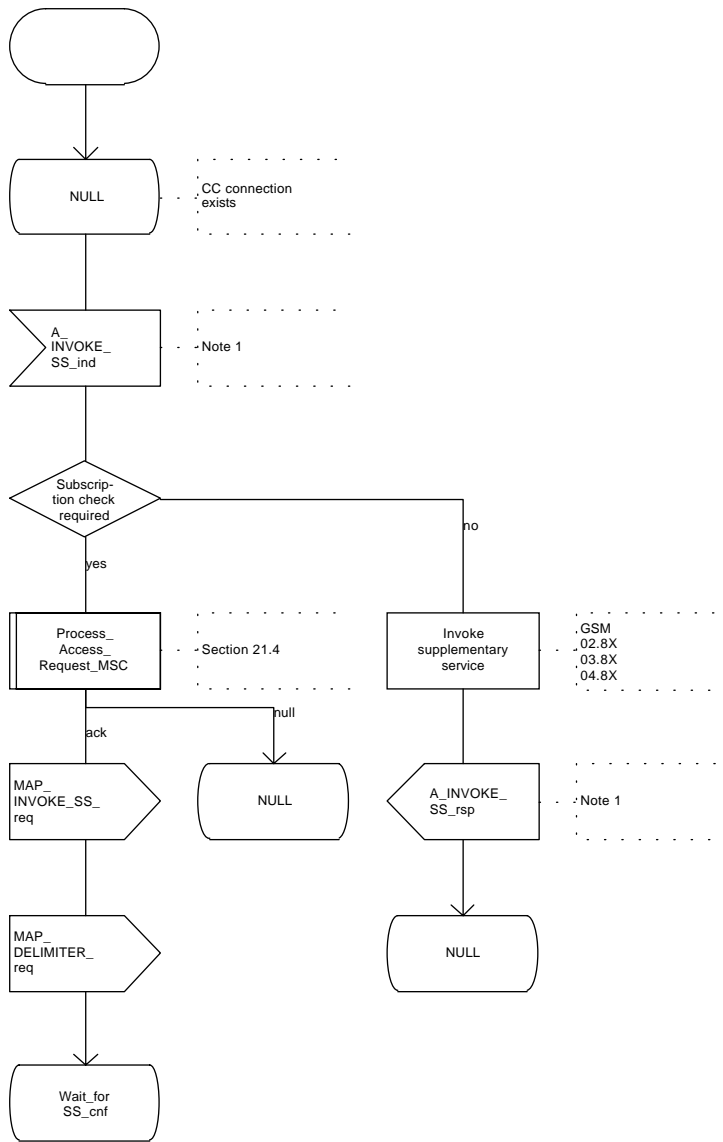 NULL
CC connection
exists
A_
INVOKE_
SS_ind
Note 1
Subscrip-
tion check
required
no
yes
Process_
Access_
Request_MSC
Section 21.4
Invoke
supplementary
service
GSM
02.8X
03.8X
04.8X
null
ack
MAP_
INVOKE_SS_
req
NULL
A_INVOKE_
SS_rsp
Note 1
MAP_
DELIMITER_
req
NULL
Wait_for
SS_cnf